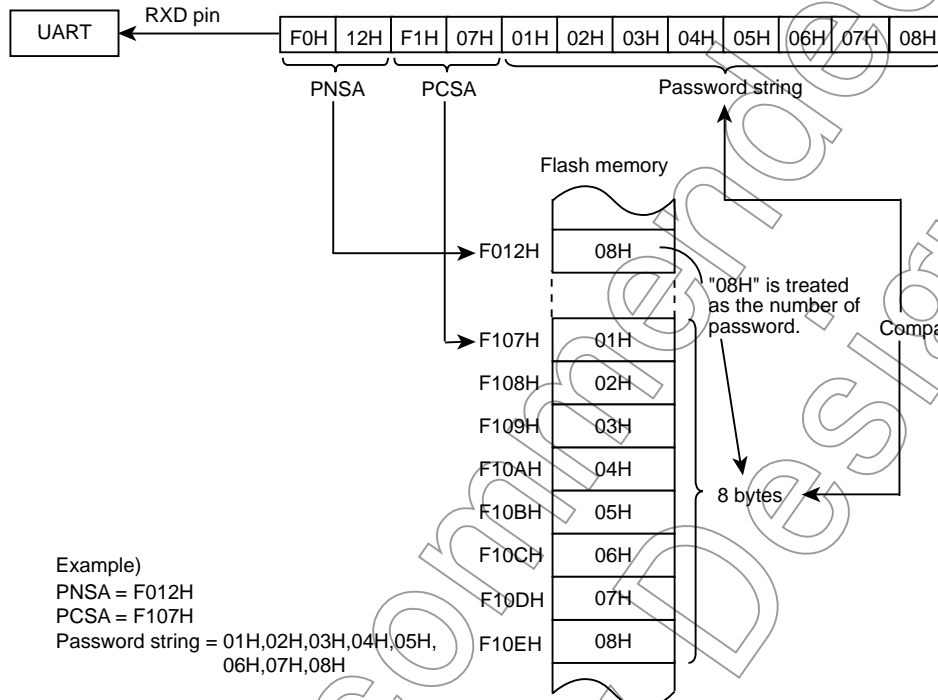 RXD pin
UART
F0H 12H F1H 07H 01H 02H 03H 04H 05H 06H 07H 08H
PNSA PCSA Password string
Flash memory
F012H 08H
"08H" is treated
as the number of
password.
F107H 01H
F108H 02H
F109H 03H
F10AH 04H
8 bytes
F10BH 05H
F10CH 06H
F10DH 07H
F10EH 08H
Example)
PNSA = F012H
PCSA = F107H
Password string = 01H,02H,03H,04H,05H,
06H,07H,08H